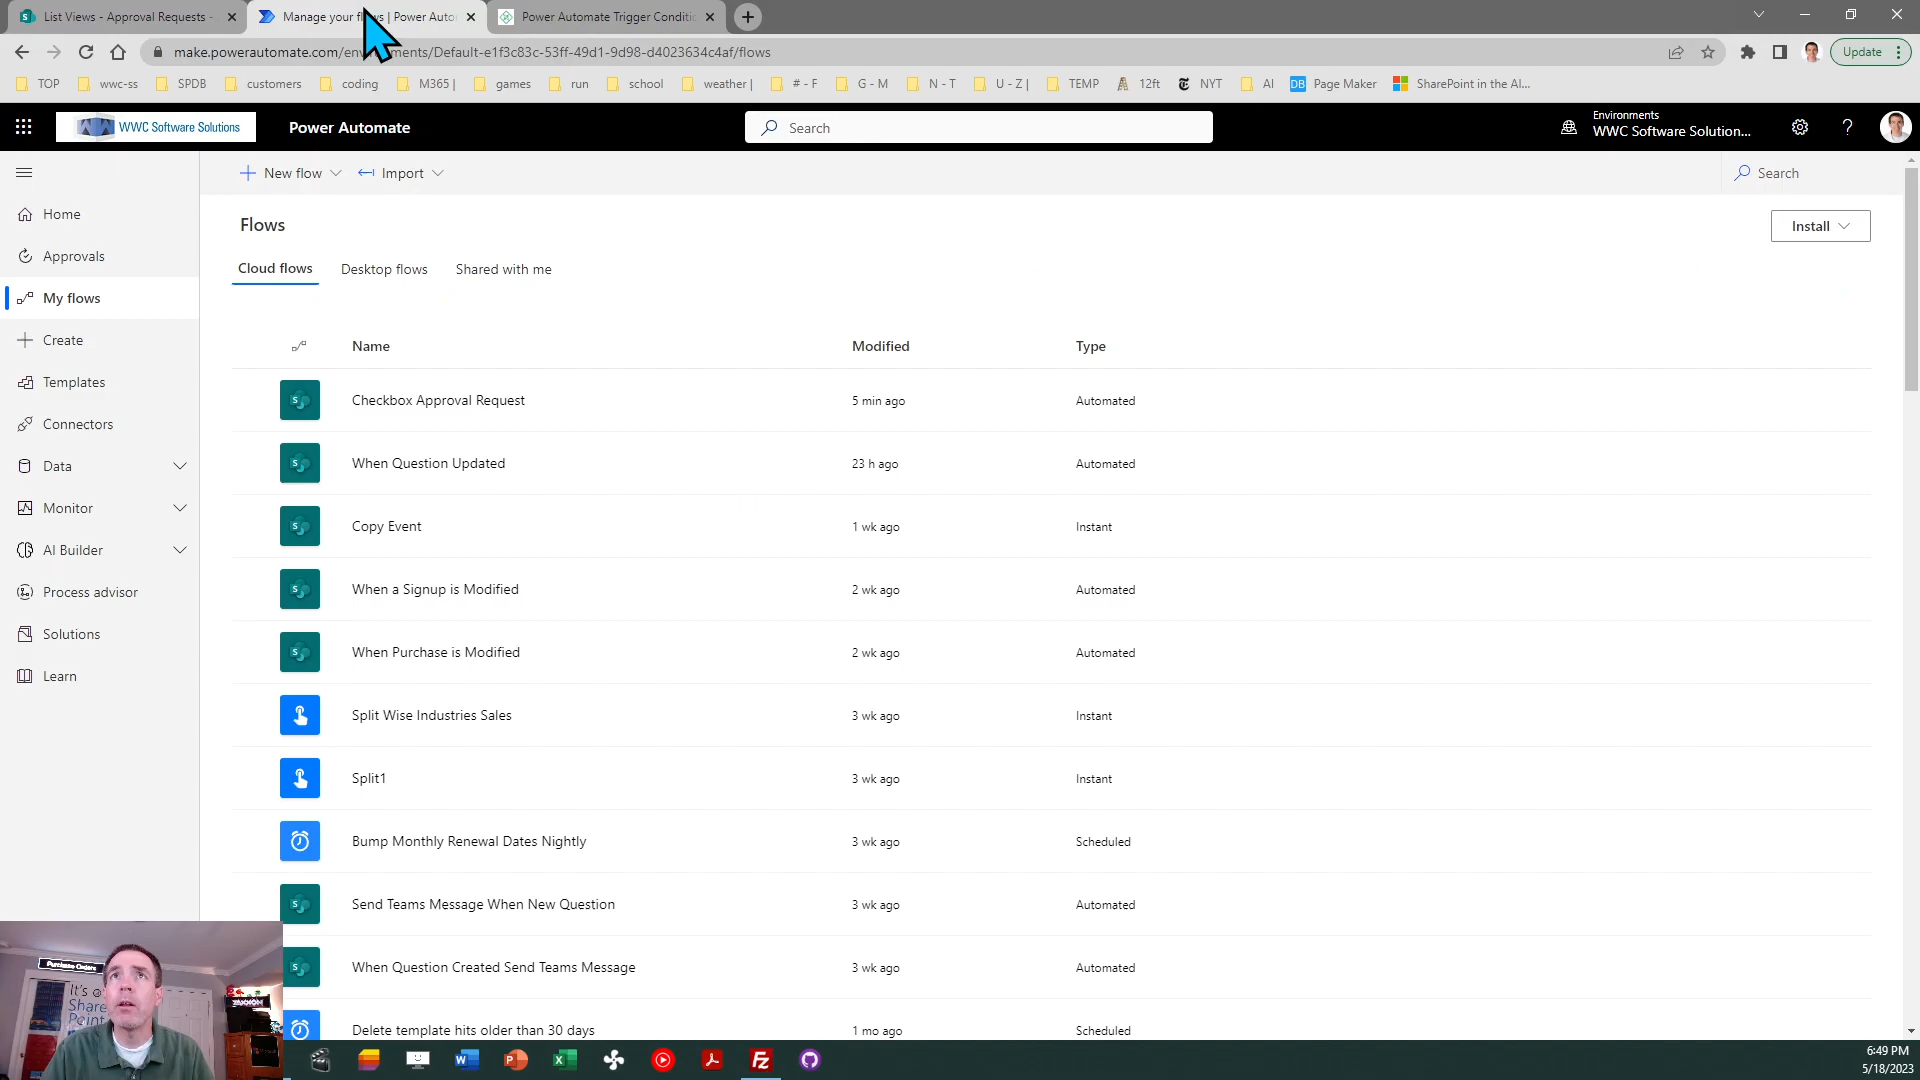 List Views - Approval Requests -
Manage your flows | Power Auto
Power Automate Trigger Conditio
make.powerautomate.com/environments/Default-e1f3c83c-53ff-49d1-9d98-d4023634c4af/flows
Update
TOP
wwc-ss
SPDB
customers
coding
M365 |
games
run
school
weather |
# - F
G - M
N - T
U - Z |
TEMP
12ft
NYT
AI
DB Page Maker
SharePoint in the AI...
WWC Software Solutions
Power Automate
Search
Environments
WWC Software Solution...
?
New flow
Import
Search
Home
Approvals
My flows
Create
Templates
Connectors
Data
Monitor
AI Builder
Process advisor
Solutions
Learn
Flows
Install
Cloud flows
Desktop flows
Shared with me
Name Modified Type
Checkbox Approval Request 5 min ago Automated
When Question Updated 23 h ago Automated
Copy Event 1 wk ago Instant
When a Signup is Modified 2 wk ago Automated
When Purchase is Modified 2 wk ago Automated
Split Wise Industries Sales 3 wk ago Instant
Split1 3 wk ago Instant
Bump Monthly Renewal Dates Nightly 3 wk ago Scheduled
Send Teams Message When New Question 3 wk ago Automated
When Question Created Send Teams Message 3 wk ago Automated
Delete template hits older than 30 days 1 mo ago Scheduled
Purchase Orders
It's
Share
Point
6:49 PM
5/18/2023